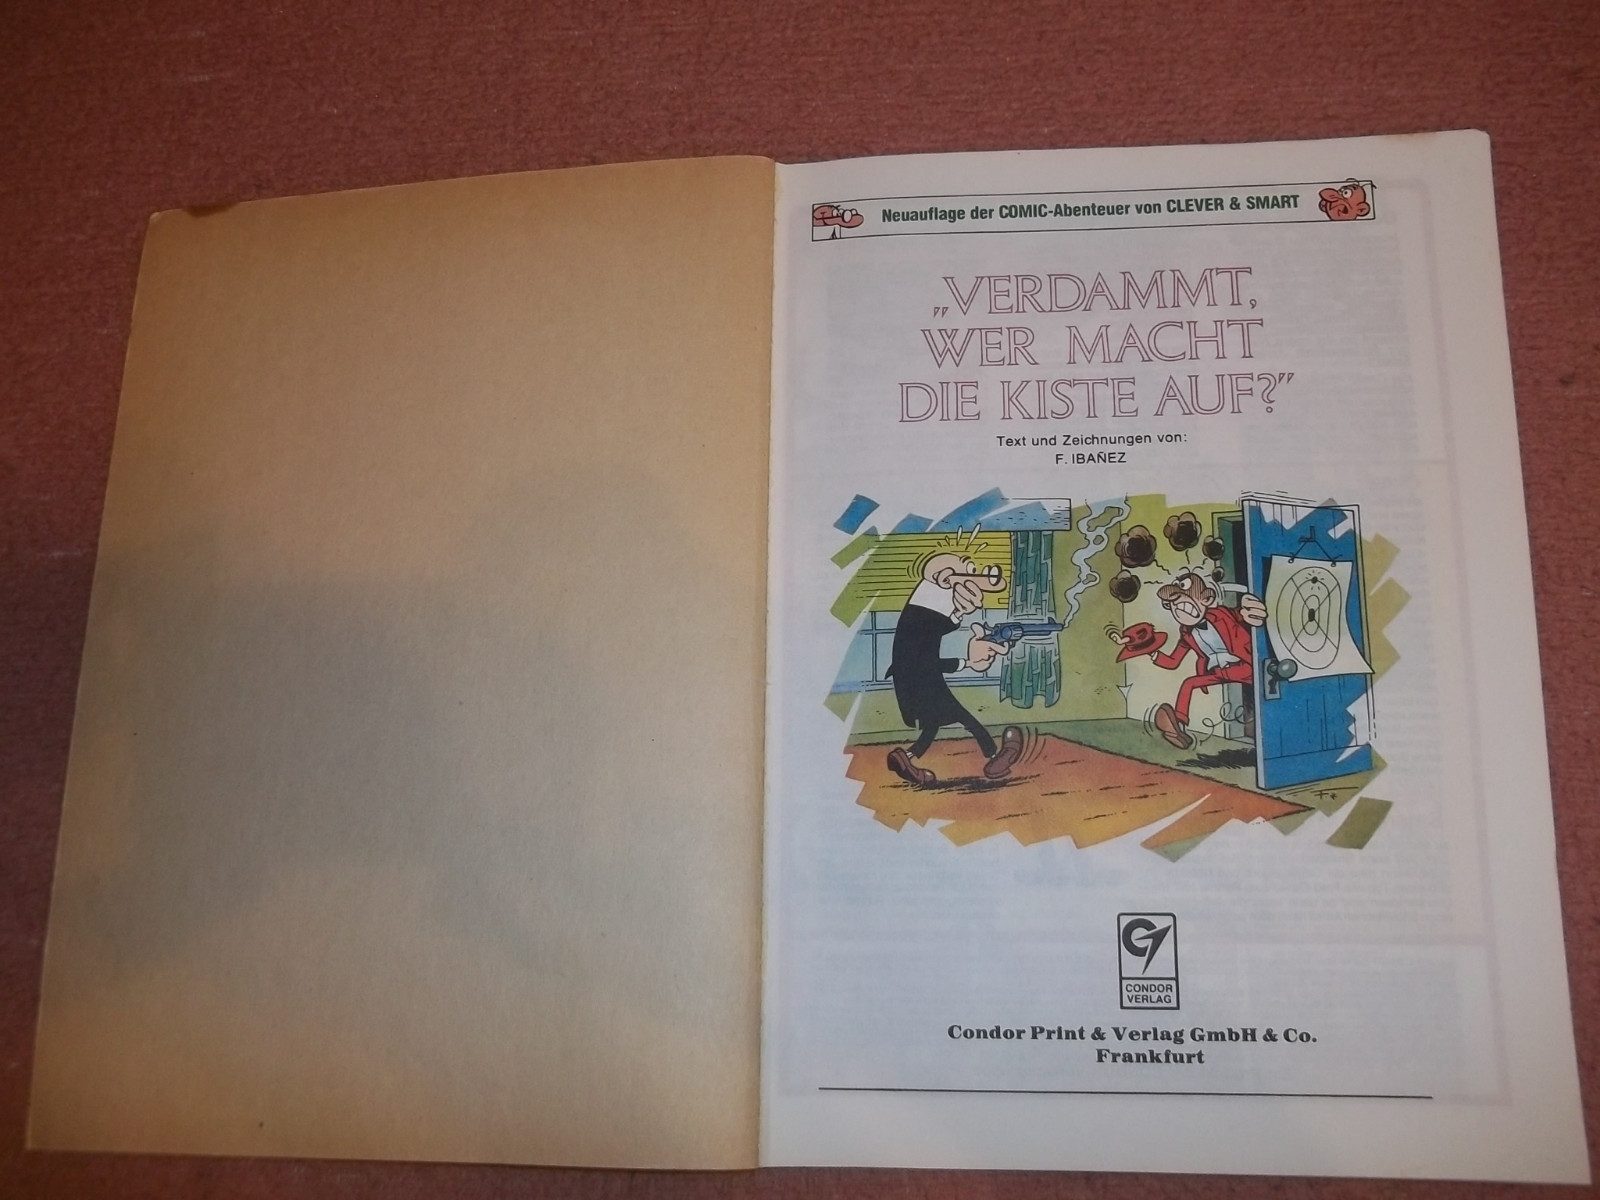 Neuauflage der COMIC-Abenteuer von CLEVER & SMART
„VERDAMMT,
WER MACHT
DIE KISTE AUF?”
Text und Zeichnungen von:
F. IBAÑEZ
CONDOR
VERLAG
Condor Print & Verlag GmbH & Co.
Frankfurt